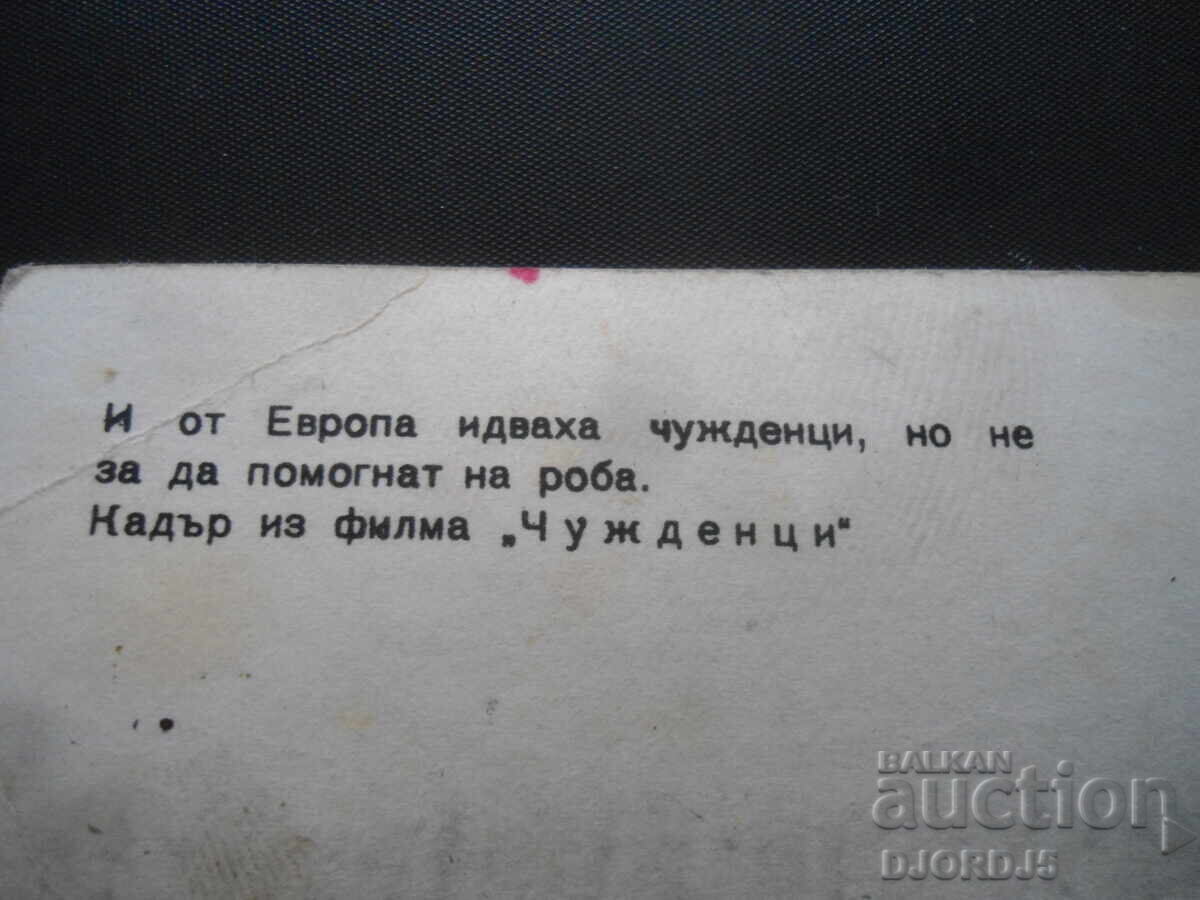 И от Европа идваха чужденци, но не
за да помогнат на роба.
Кадър из филма „Чужденци“
BALKAN
auction
DJORDJ5